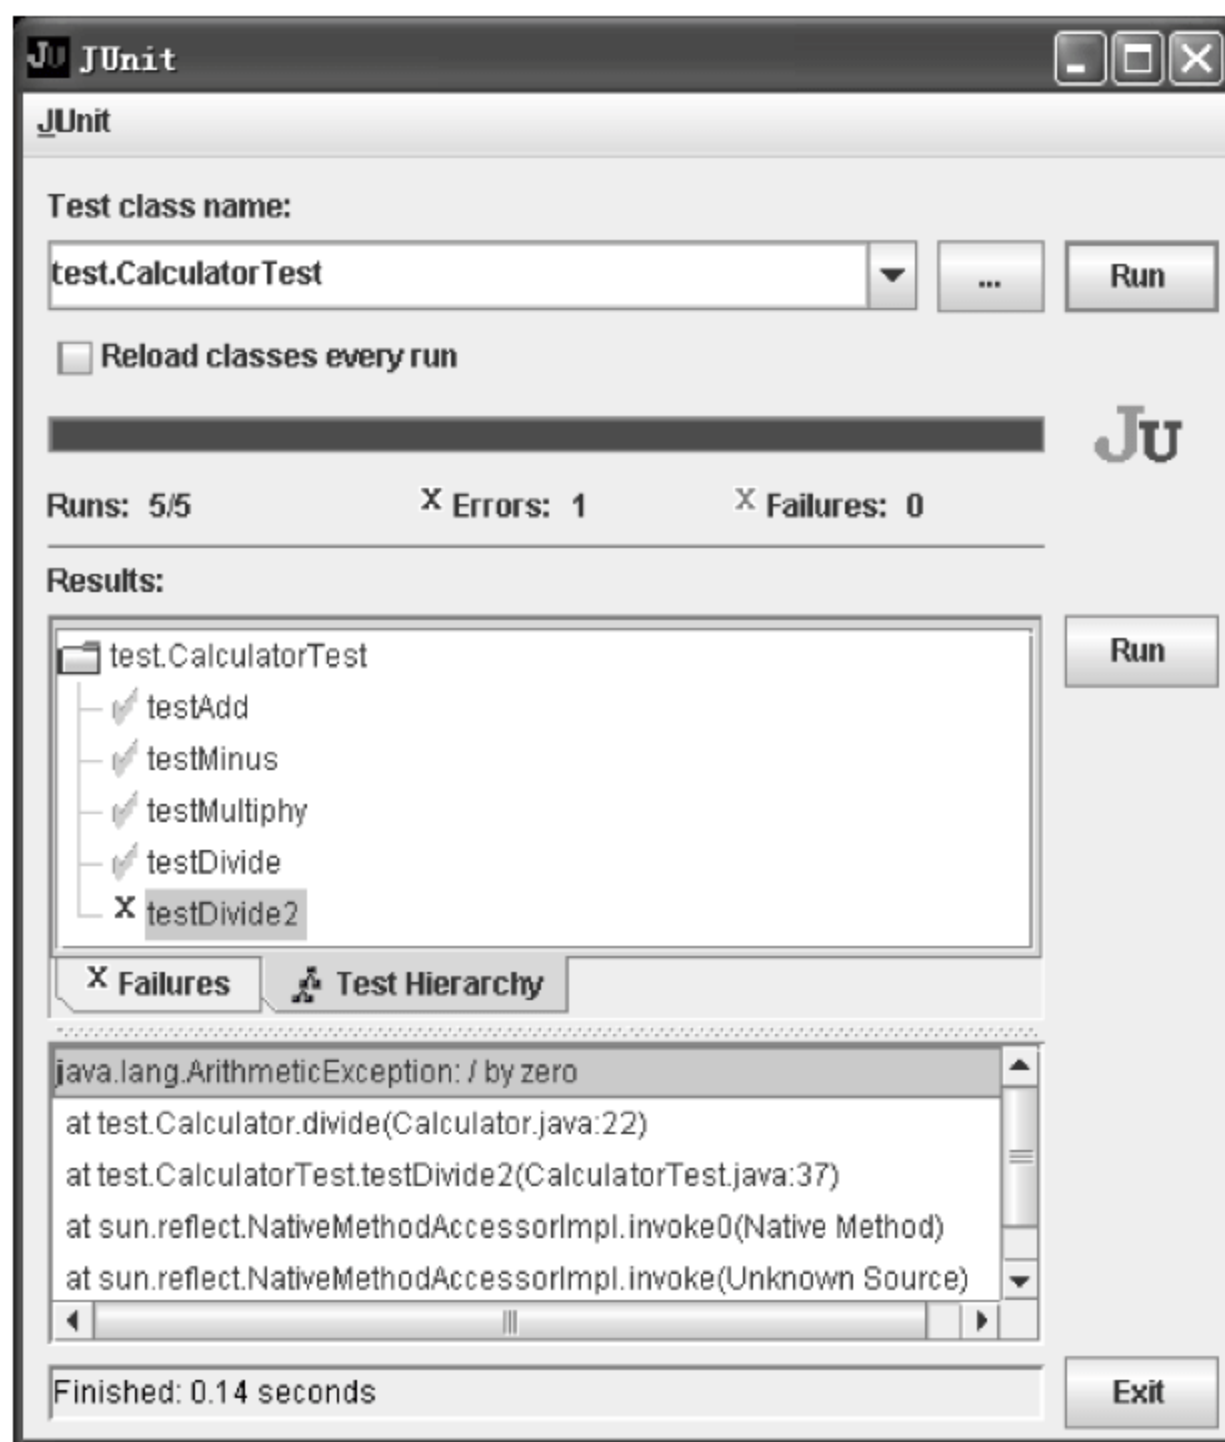 JU JUnit
JUnit
Test class name:
test.CalculatorTest
...
Run
Reload classes every run
JU
Runs: 5/5 X Errors: 1 X Failures: 0
Results:
test.CalculatorTest
Run
testAdd
testMinus
testMultiphy
testDivide
X testDivide2
X Failures Test Hierarchy
java.lang.ArithmeticException: / by zero
at test.Calculator.divide(Calculator.java:22)
at test.CalculatorTest.testDivide2(CalculatorTest.java:37)
at sun.reflect.NativeMethodAccessorImpl.invoke0(Native Method)
at sun.reflect.NativeMethodAccessorImpl.invoke(Unknown Source)
Finished: 0.14 seconds
Exit